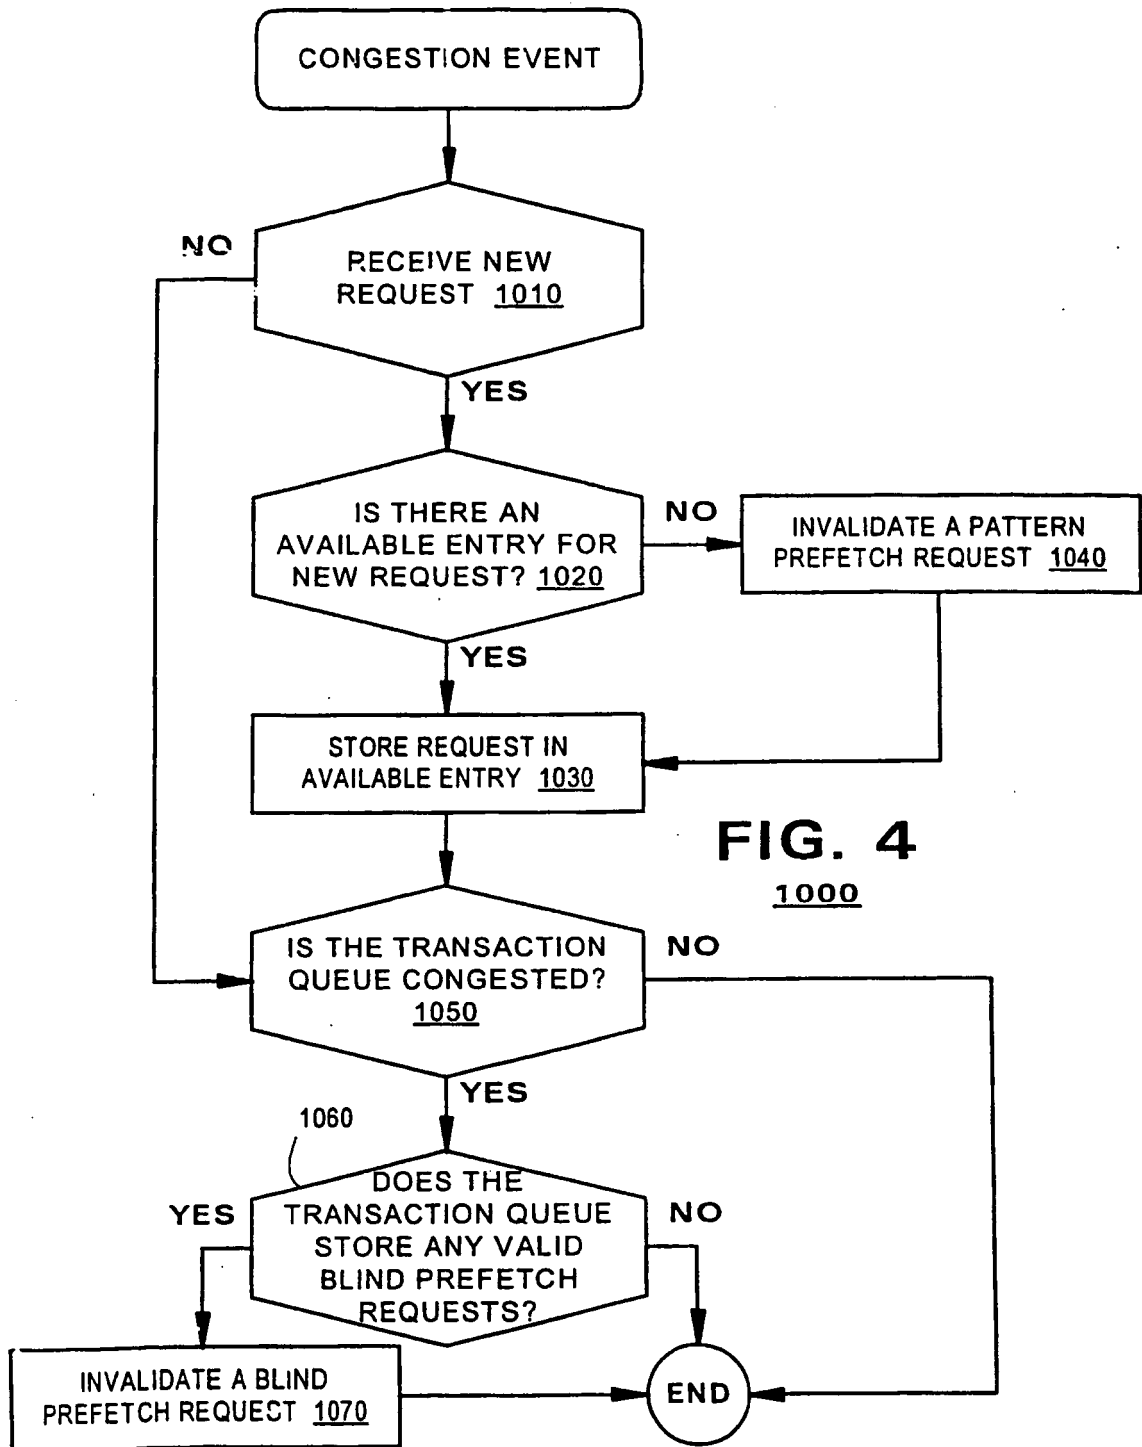 CONGESTION EVENT
NO
RECEIVE NEW
REQUEST 1010
YES
IS THERE AN
AVAILABLE ENTRY FOR
NEW REQUEST? 1020
NO
INVALIDATE A PATTERN
PREFETCH REQUEST 1040
YES
STORE REQUEST IN
AVAILABLE ENTRY 1030
FIG. 4
1000
IS THE TRANSACTION
QUEUE CONGESTED?
1050
NO
YES
1060
DOES THE
TRANSACTION QUEUE
STORE ANY VALID
BLIND PREFETCH
REQUESTS?
YES
NO
INVALIDATE A BLIND
PREFETCH REQUEST 1070
END